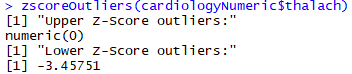 > zscoreOutliers(cardiologyNumeric$thalach)
[1] "Upper Z-Score outliers:"
numeric(0)
[1] "Lower Z-Score outliers:"
[1] -3.45751